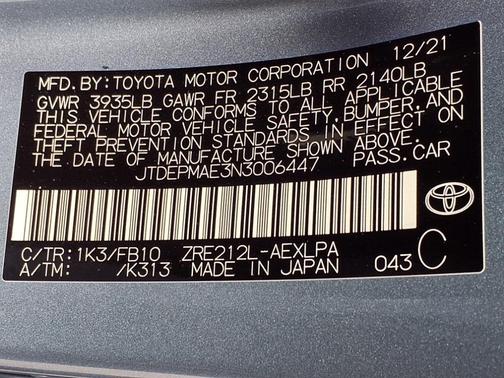 MFD. BY: TOYOTA MOTOR CORPORATION 12/21
GVWR 3935LB GAWR FR 2315LB RR 2140LB
THIS VEHICLE CONFORMS TO ALL APPLICABLE
FEDERAL MOTOR VEHICLE SAFETY, BUMPER, AND
THEFT PREVENTION STANDARDS IN EFFECT ON
THE DATE OF MANUFACTURE SHOWN ABOVE.
JTDEPMAE3N3006447 PASS. CAR
C/TR: 1K3/FB10 ZRE212L-AEXLPA
A/TM: /K313 MADE IN JAPAN 043 C